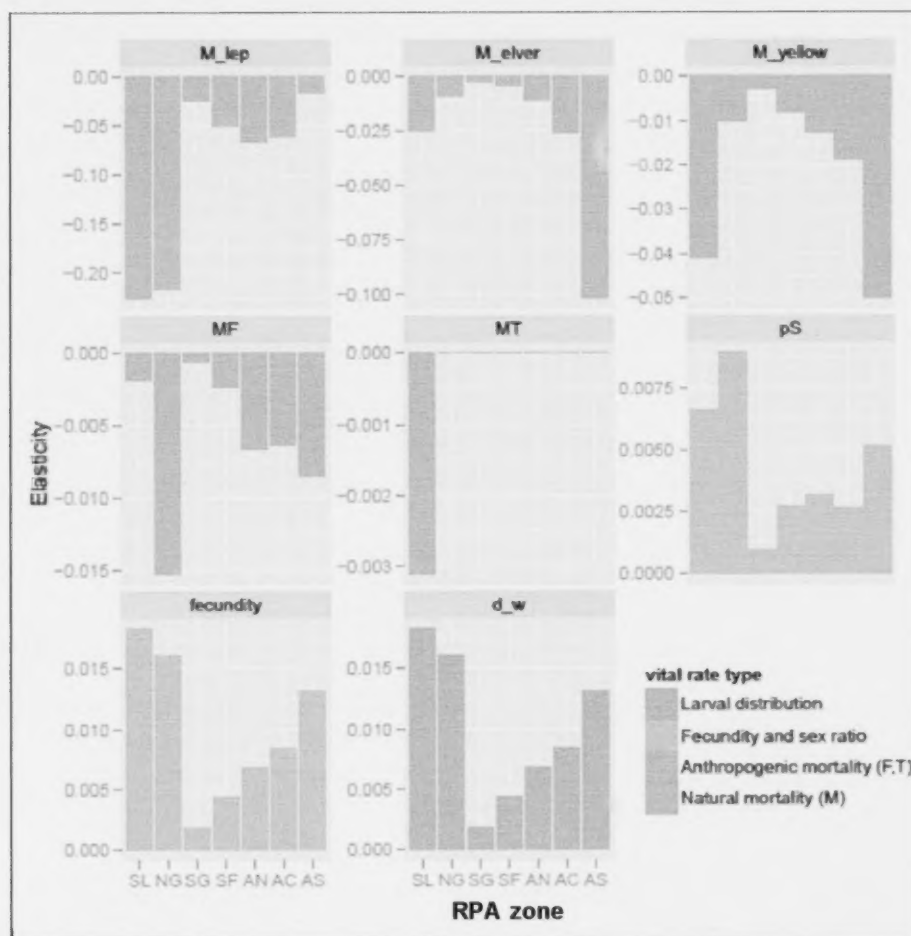 M_lep M_elver M_yellow
0.00 0.000 0.00
-0.05 -0.025 -0.01
-0.10 -0.050 -0.02
-0.15 -0.075 -0.03
-0.20 -0.100 -0.04
-0.05
MF MT pS
0.000 0.000 0.0075
-0.005 -0.001 0.0050
-0.010 -0.002 0.0025
-0.015 -0.003 0.0000
Elasticity
fecundity d_w
0.015 0.015
0.010 0.010
0.005 0.005
0.000 0.000
SL NG SG SF AN AC AS SL NG SG SF AN AC AS
vital rate type
Larval distribution
Fecundity and sex ratio
Anthropogenic mortality (F,T)
Natural mortality (M)
RPA zone